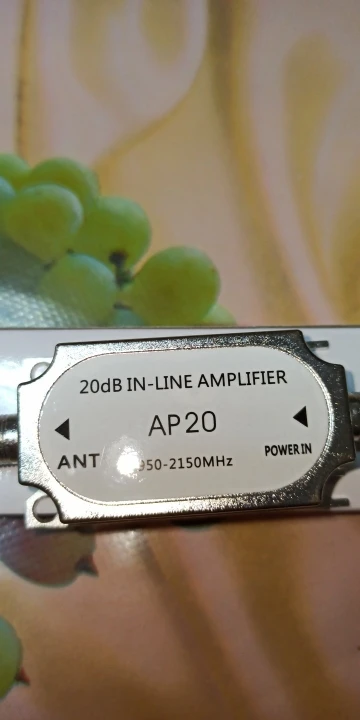 20dB IN-LINE AMPLIFIER
AP20
ANT
950-2150MHz
POWER IN